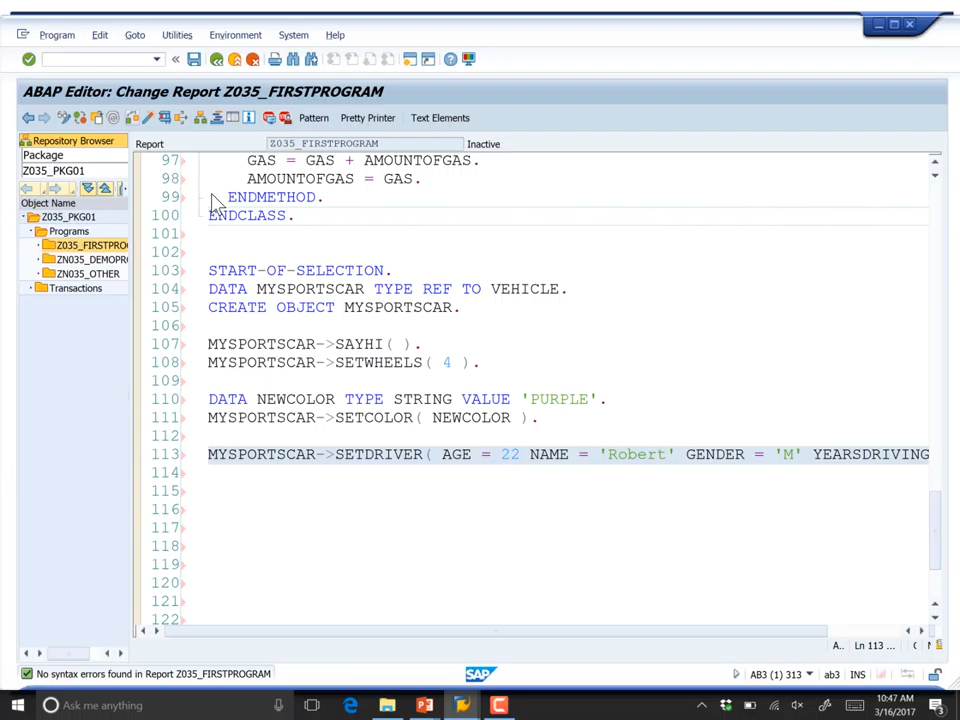 Program Edit Goto Utilities Environment System Help
ABAP Editor: Change Report Z035_FIRSTPROGRAM
Pattern Pretty Printer Text Elements
Repository Browser
Report Z035_FIRSTPROGRAM Inactive
Package
Z035_PKG01
Object Name
Z035_PKG01
Programs
Z035_FIRSTPRO
ZN035_DEMOPR
ZN035_OTHER
Transactions
97 GAS = GAS + AMOUNTOFGAS.
98 AMOUNTOFGAS = GAS.
99 ENDMETHOD.
100 ENDCLASS.
101
102
103 START-OF-SELECTION.
104 DATA MYSPORTSCAR TYPE REF TO VEHICLE.
105 CREATE OBJECT MYSPORTSCAR.
106
107 MYSPORTSCAR->SAYHI( ).
108 MYSPORTSCAR->SETWHEELS( 4 ).
109
110 DATA NEWCOLOR TYPE STRING VALUE 'PURPLE'.
111 MYSPORTSCAR->SETCOLOR( NEWCOLOR ).
112
113 MYSPORTSCAR->SETDRIVER( AGE = 22 NAME = 'Robert' GENDER = 'M' YEARSDRIVING
114
115
116
117
118
119
120
121
122
A.. Ln 113 ...
No syntax errors found in Report Z035_FIRSTPROGRAM
SAP
AB3 (1) 313 ab3 INS
Ask me anything
10:47 AM
3/16/2017
3